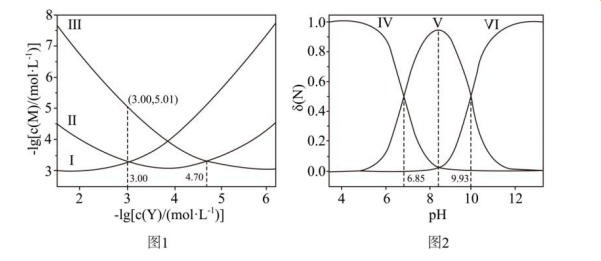 -lg[c(M)/(mol·L⁻¹)]
8
7
6
5
4
3
III
II
I
(3.00,5.01)
3.00
4.70
2 3 4 5 6
-lg[c(Y)/(mol·L⁻¹)]
图1
δ(N)
1.0
0.8
0.6
0.4
0.2
0.0
IV V VI
6.85
9.93
4 6 8 10 12
pH
图2